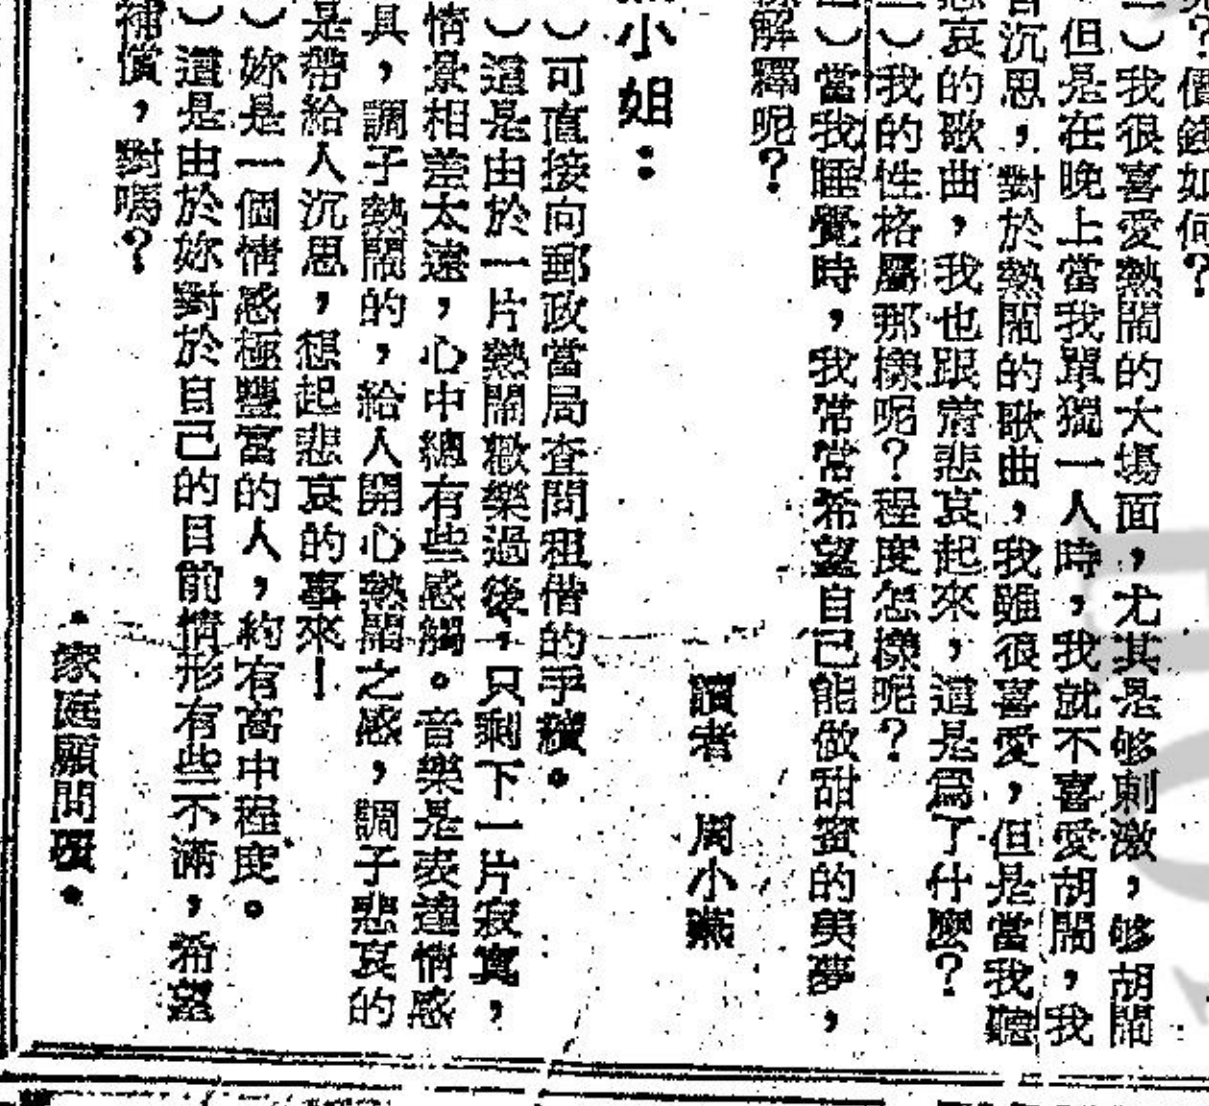 ？價錢如何？
）我很喜愛熱鬧的大場面，尤其是够刺激，够胡鬧
，但是在晚上當我單獨一人時，我就不喜愛胡鬧，我
沉思，對於熱鬧的歌曲，我雖很喜愛，但是當我聽
悲哀的歌曲，我也跟着悲哀起來，這是爲了什麼？
）我的性格屬那樣呢？程度怎樣呢？
）當我睡覺時，我常常希望自己能做甜蜜的美夢，
解釋呢？
讀者　周小燕
小姐：
）可直接向郵政當局查問租借的手續。
）這是由於一片熱鬧歡樂過後，只剩下一片寂寞，
情景相差太遠，心中總有些感觸。音樂是表達情感
具，調子熱鬧的，給人開心熱鬧之感，調子悲哀的
是帶給人沉思，想起悲哀的事來！
）妳是一個情感極豐富的人，約有高中程度。
）這是由於妳對於自己的目前情形有些不滿，希望
補償，對嗎？
·家庭顧問覆·